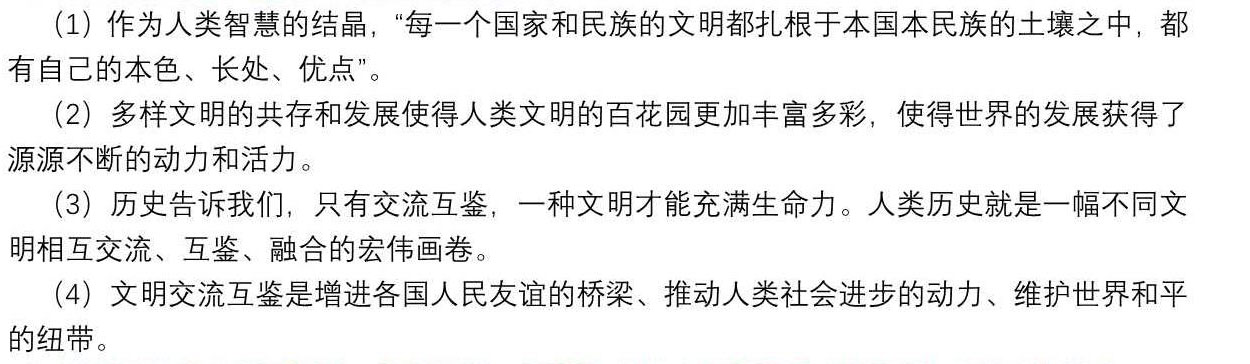 （1）作为人类智慧的结晶，“每一个国家和民族的文明都扎根于本国本民族的土壤之中，都
有自己的本色、长处、优点”。
（2）多样文明的共存和发展使得人类文明的百花园更加丰富多彩，使得世界的发展获得了
源源不断的动力和活力。
（3）历史告诉我们，只有交流互鉴，一种文明才能充满生命力。人类历史就是一幅不同文
明相互交流、互鉴、融合的宏伟画卷。
（4）文明交流互鉴是增进各国人民友谊的桥梁、推动人类社会进步的动力、维护世界和平
的纽带。